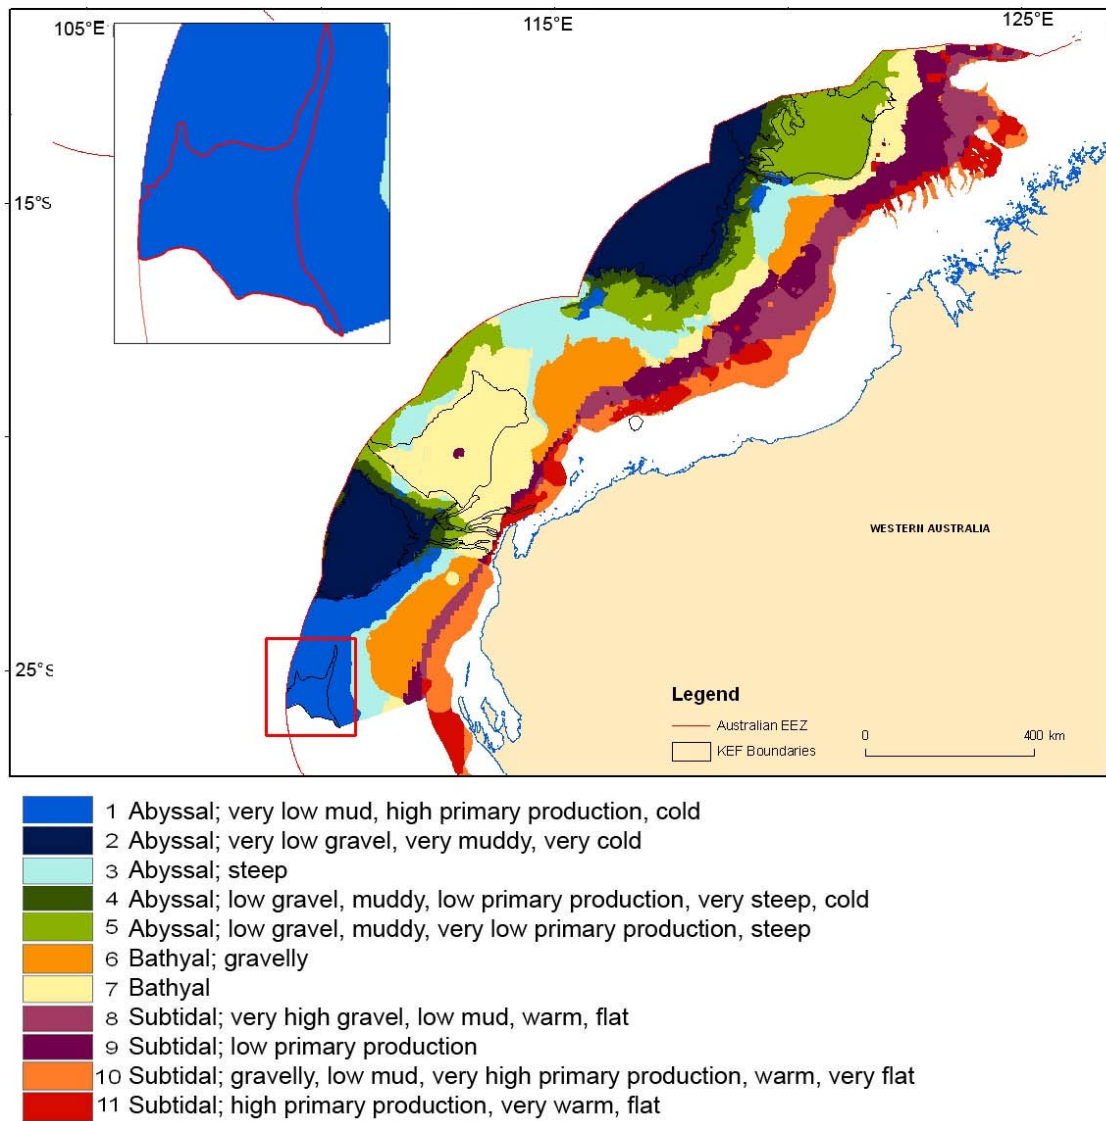 105°E
115°E
125°E
15°S
25°S
WESTERN AUSTRALIA
Legend
Australian EEZ
KEF Boundaries
0 400 km
1 Abyssal; very low mud, high primary production, cold
2 Abyssal; very low gravel, very muddy, very cold
3 Abyssal; steep
4 Abyssal; low gravel, muddy, low primary production, very steep, cold
5 Abyssal; low gravel, muddy, very low primary production, steep
6 Bathyal; gravelly
7 Bathyal
8 Subtidal; very high gravel, low mud, warm, flat
9 Subtidal; low primary production
10 Subtidal; gravelly, low mud, very high primary production, warm, very flat
11 Subtidal; high primary production, very warm, flat